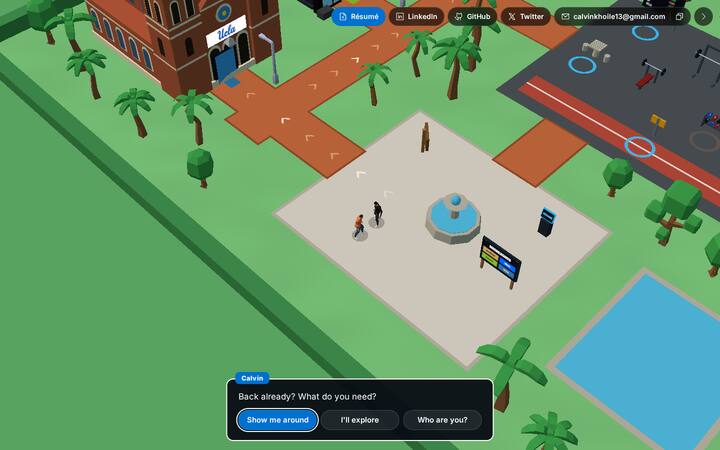 Résumé
LinkedIn
GitHub
Twitter
calvinkhoile13@gmail.com
Ucla
Calvin
Back already? What do you need?
Show me around
I'll explore
Who are you?